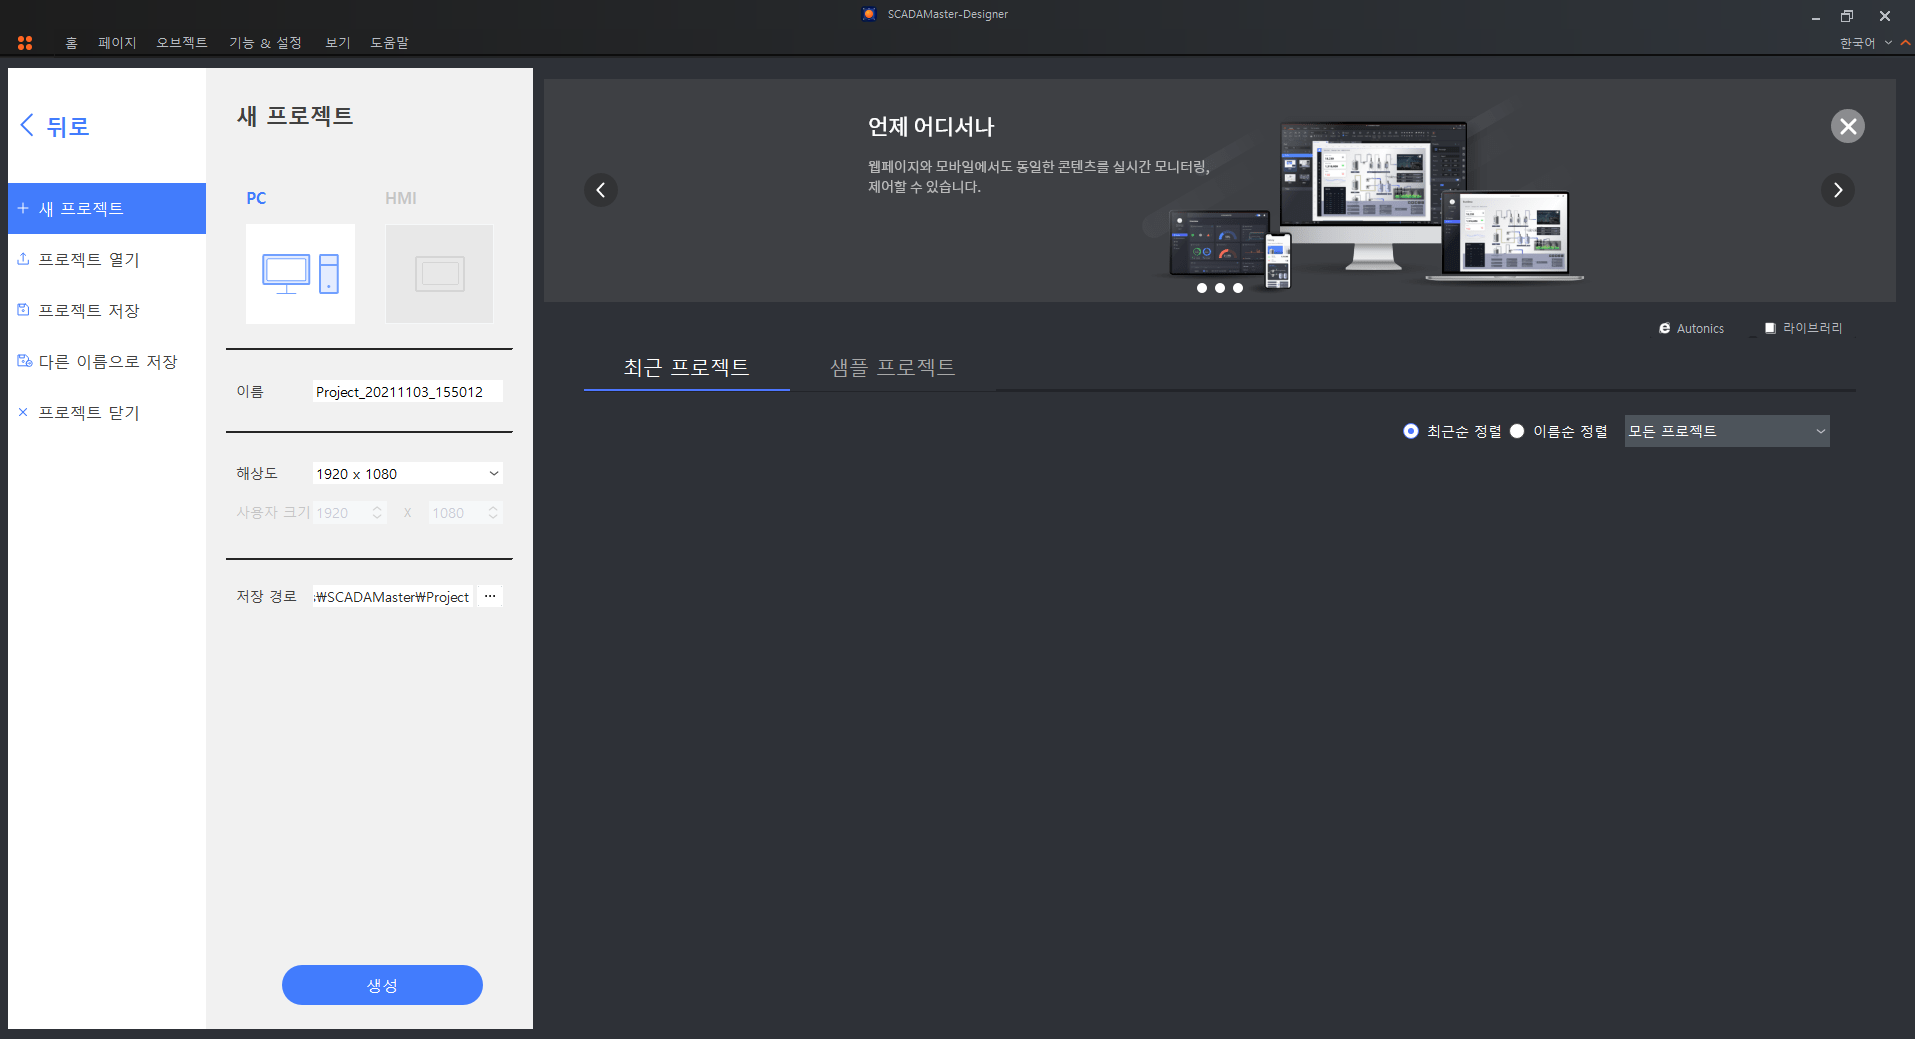 SCADAMaster-Designer
홈 페이지 오브젝트 기능 & 설정 보기 도움말 한국어
뒤로
새 프로젝트
프로젝트 열기
프로젝트 저장
다른 이름으로 저장
프로젝트 닫기
새 프로젝트
PC HMI
이름 Project_20211103_155012
해상도 1920 x 1080
사용자 크기 1920 X 1080
저장 경로 s₩SCADAMaster₩Project ...
생성
언제 어디서나
웹페이지와 모바일에서도 동일한 콘텐츠를 실시간 모니터링,
제어할 수 있습니다.
Autonics 라이브러리
최근 프로젝트 샘플 프로젝트
최근순 정렬 이름순 정렬 모든 프로젝트